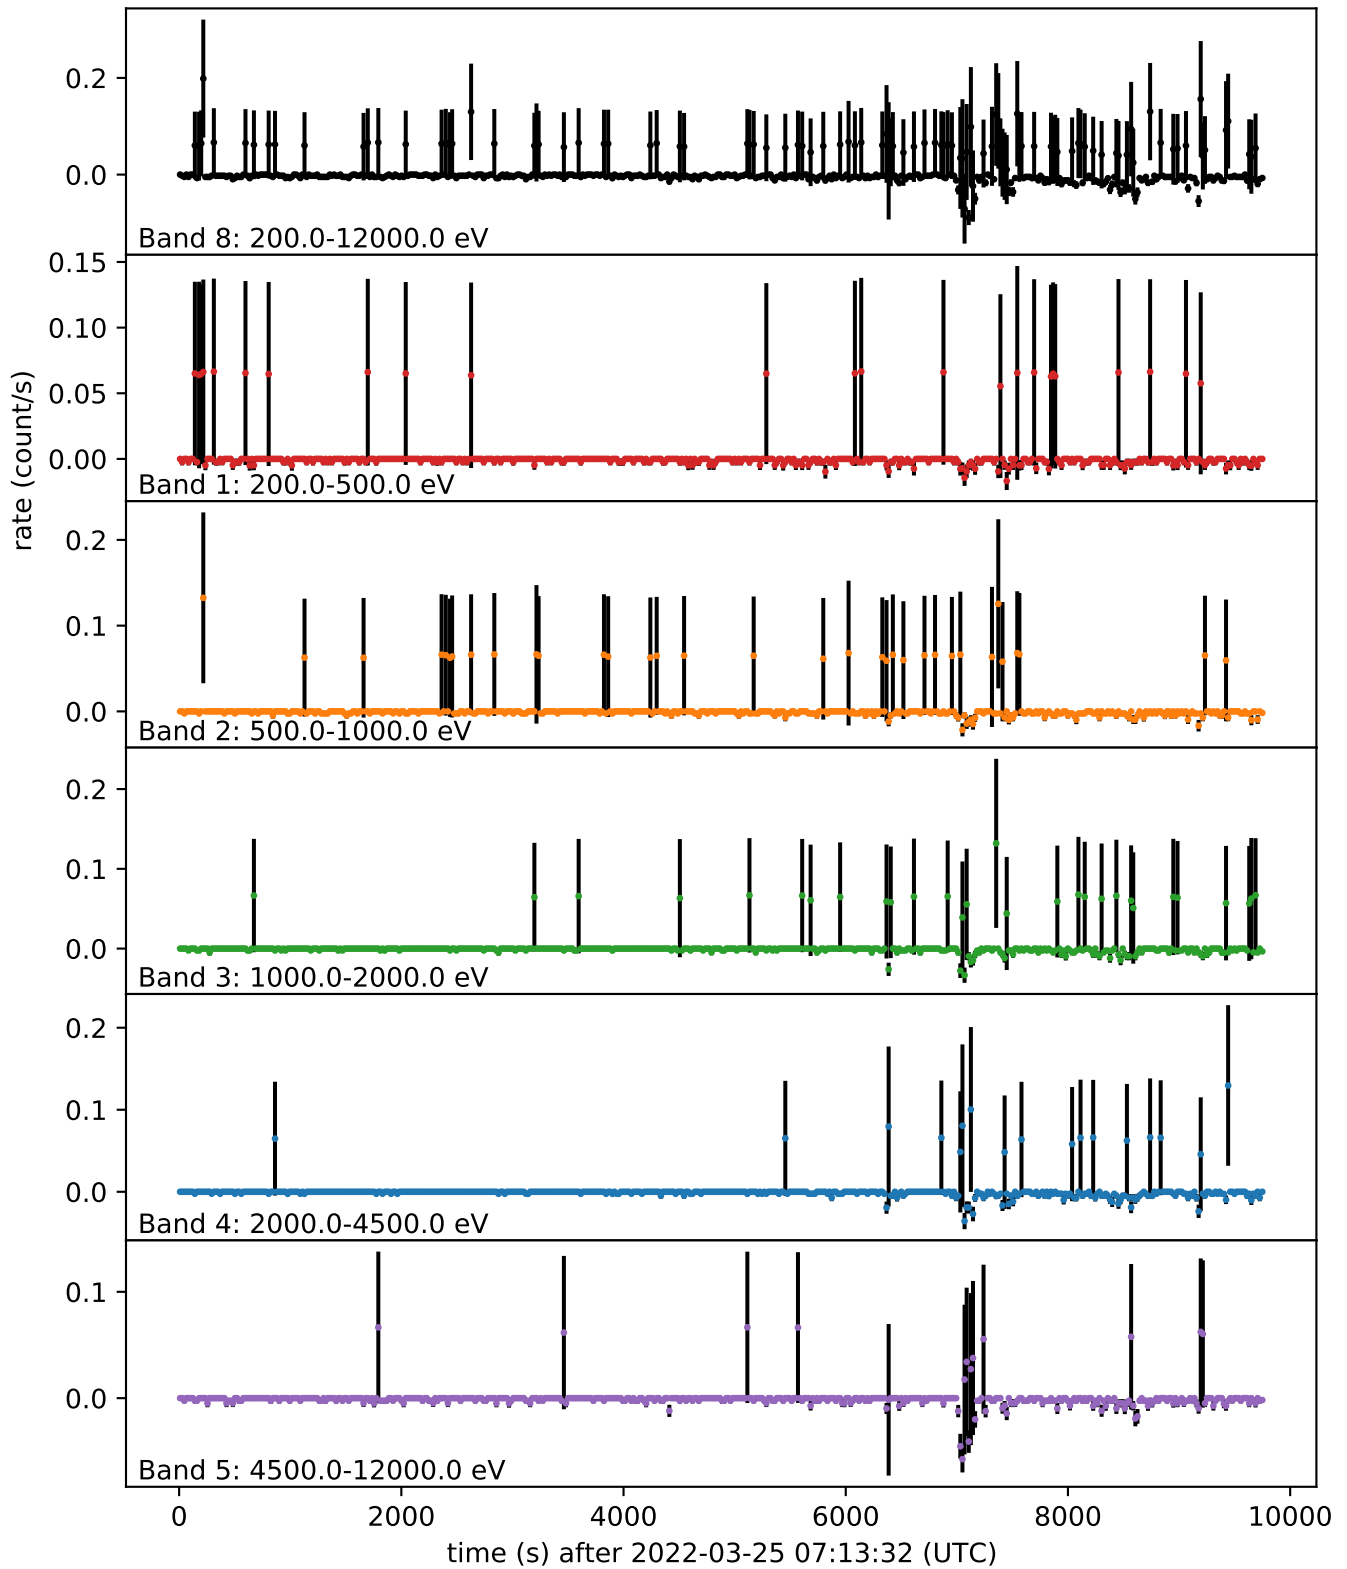 0.2
0.0
Band 8: 200.0-12000.0 eV
0.15
0.10
0.05
0.00
Band 1: 200.0-500.0 eV
rate (count/s)
0.2
0.1
0.0
Band 2: 500.0-1000.0 eV
0.2
0.1
0.0
Band 3: 1000.0-2000.0 eV
0.2
0.1
0.0
Band 4: 2000.0-4500.0 eV
0.1
0.0
Band 5: 4500.0-12000.0 eV
0 2000 4000 6000 8000 10000
time (s) after 2022-03-25 07:13:32 (UTC)